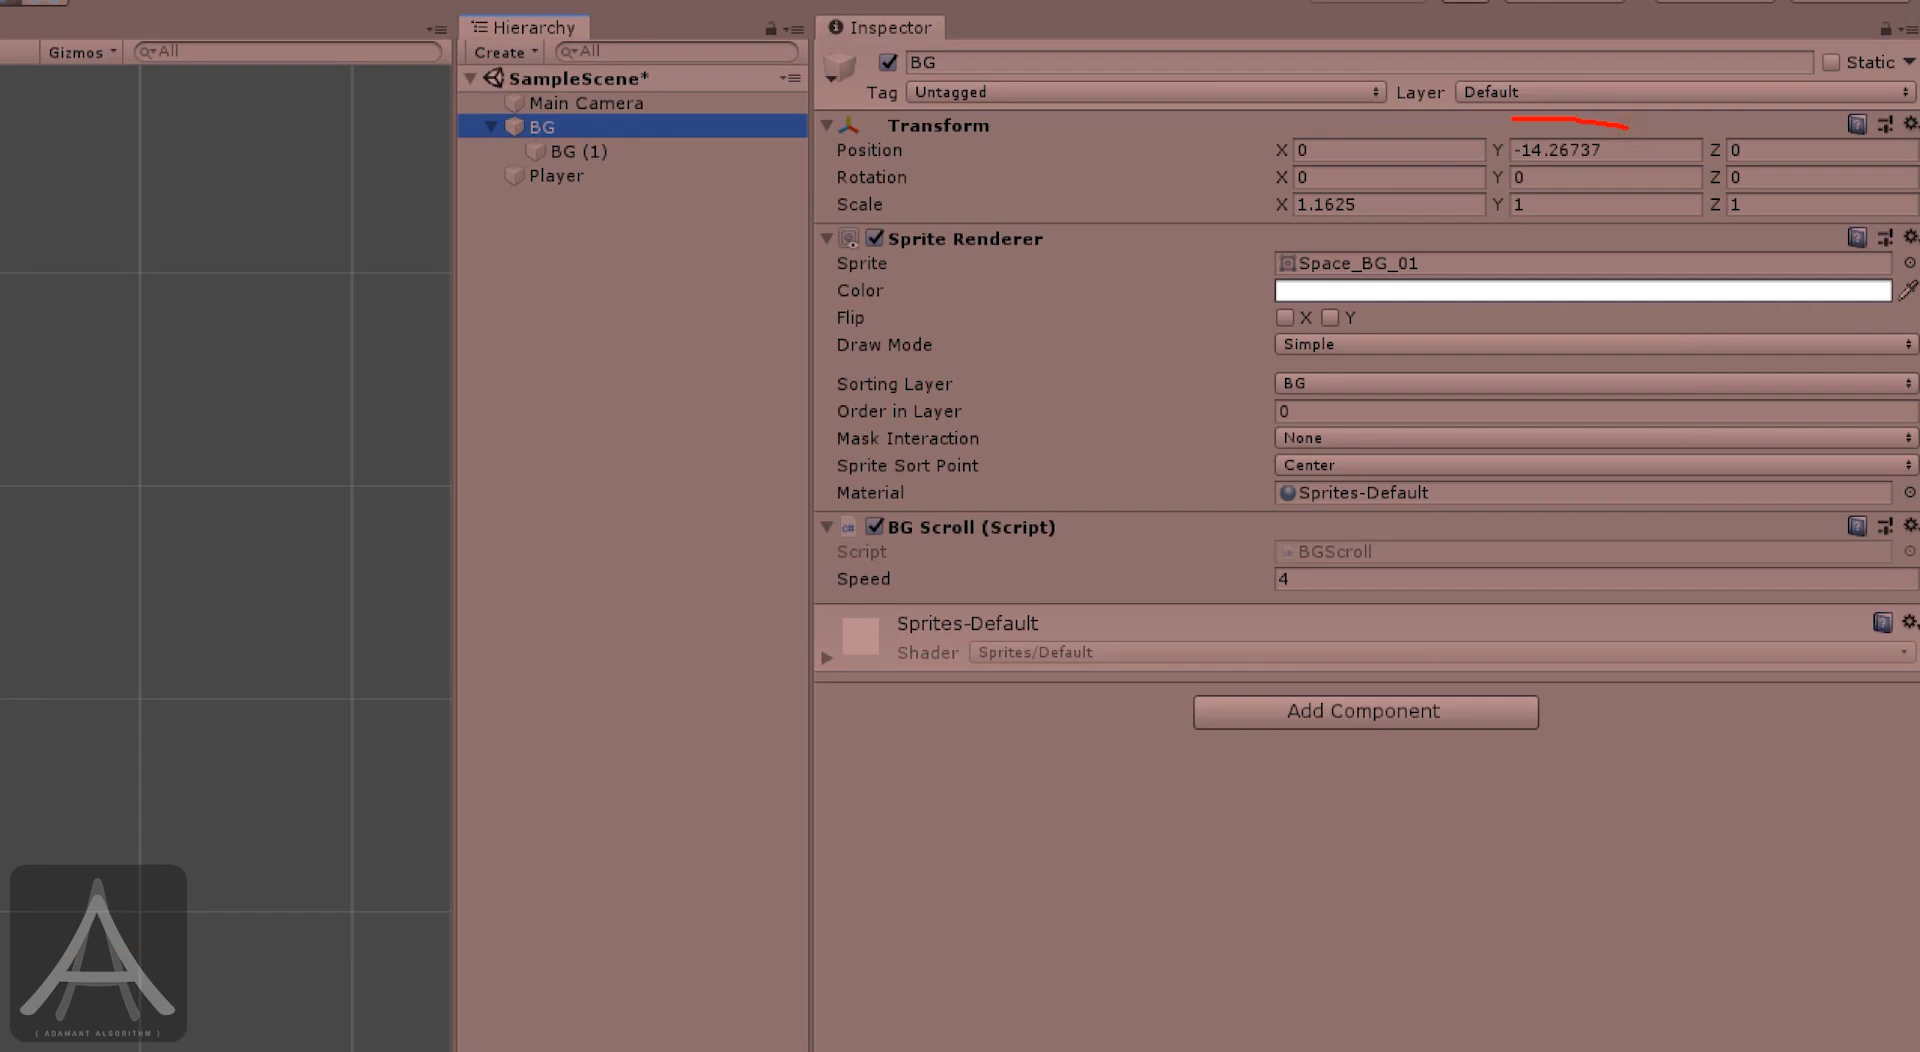 Hierarchy
Inspector
Gizmos
All
Create
All
SampleScene*
Main Camera
BG
BG (1)
Player
BG
Static
Tag Untagged Layer Default
Transform
Position X 0 Y -14.26737 Z 0
Rotation X 0 Y 0 Z 0
Scale X 1.1625 Y 1 Z 1
Sprite Renderer
Sprite Space_BG_01
Color
Flip X Y
Draw Mode Simple
Sorting Layer BG
Order in Layer 0
Mask Interaction None
Sprite Sort Point Center
Material Sprites-Default
c# BG Scroll (Script)
Script BGScroll
Speed 4
Sprites-Default
Shader Sprites/Default
Add Component
( ADAMANT ALGORITHM )